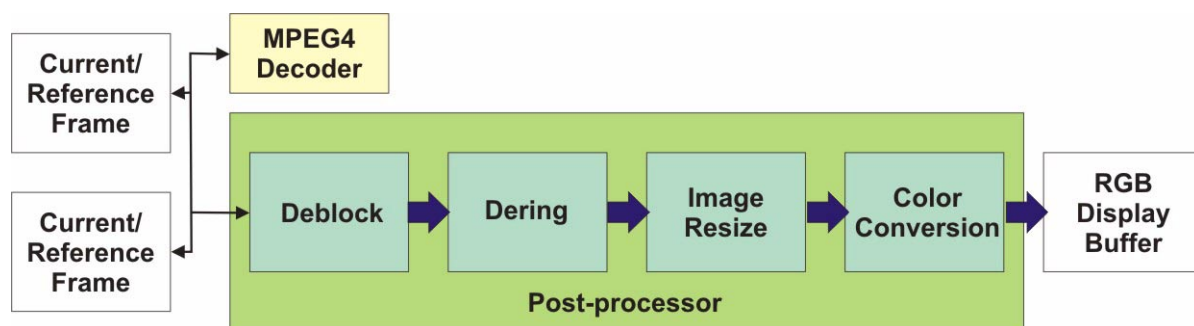 Current/
Reference
Frame
MPEG4
Decoder
Current/
Reference
Frame
Deblock
Dering
Image
Resize
Color
Conversion
RGB
Display
Buffer
Post-processor